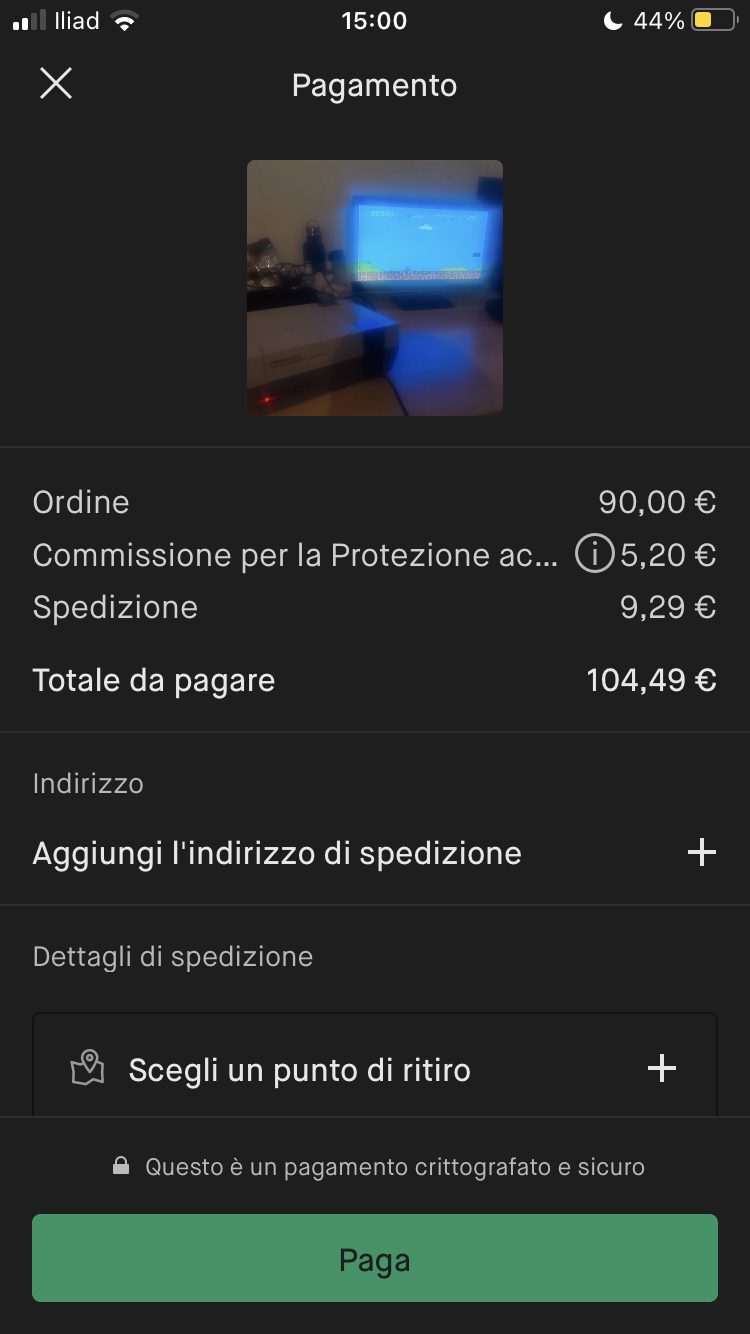 Iliad 15:00 44%
Pagamento
Ordine 90,00 €
Commissione per la Protezione ac... 5,20 €
Spedizione 9,29 €
Totale da pagare 104,49 €
Indirizzo
Aggiungi l'indirizzo di spedizione
Dettagli di spedizione
Scegli un punto di ritiro
Questo è un pagamento crittografato e sicuro
Paga